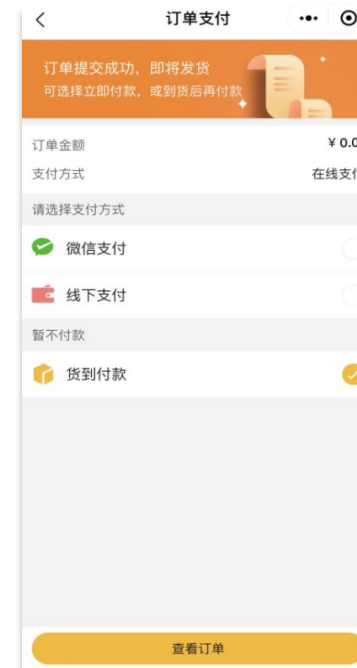 订单支付
订单提交成功，即将发货
可选择立即付款，或到货后再付款
订单金额 ¥ 0.0
支付方式 在线支付
请选择支付方式
微信支付
线下支付
暂不付款
货到付款
查看订单